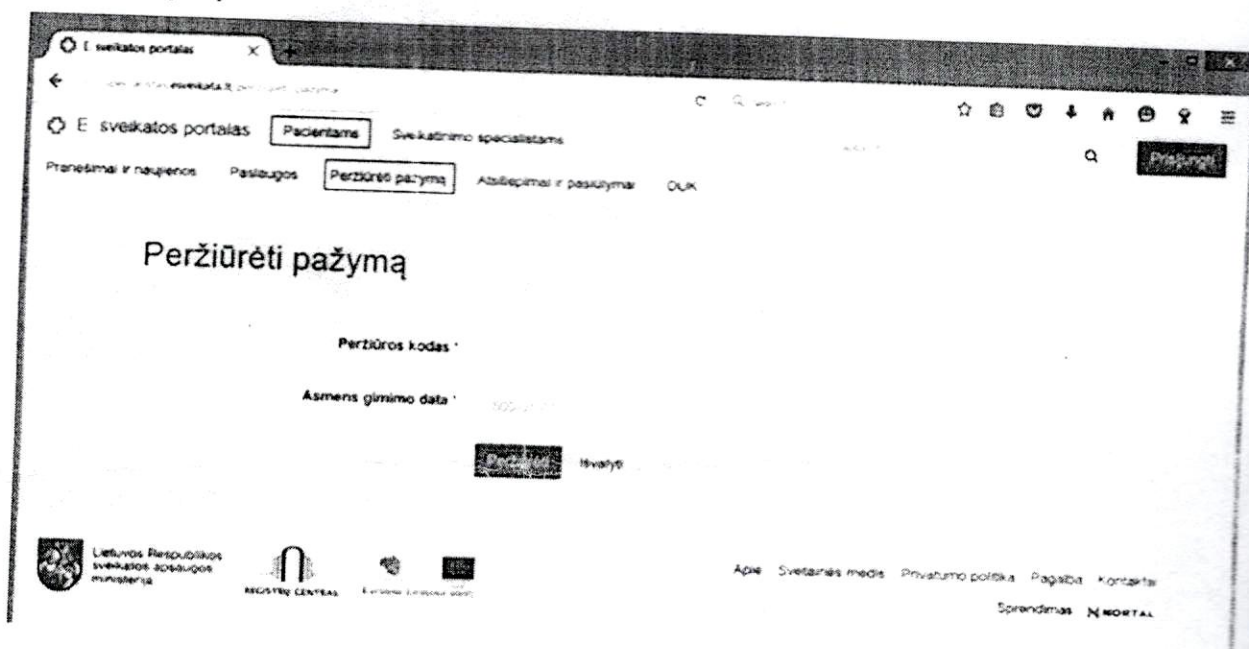 E. sveikatos portalas
esveikata.lt
E. sveikatos portalas Pacientams Sveikatinimo specialistams Prisijungti
Pranešimai ir naujienos Paslaugos Peržiūrėti pažymą Atsiliepimai ir pasiūlymai DUK
Peržiūrėti pažymą
Peržiūros kodas *
Asmens gimimo data *
Peržiūrėti Išvalyti
Lietuvos Respublikos
sveikatos apsaugos
ministerija
REGISTRŲ CENTRAS
Apie Svetainės medis Privatumo politika Pagalba Kontaktai
Sprendimas NORTAL